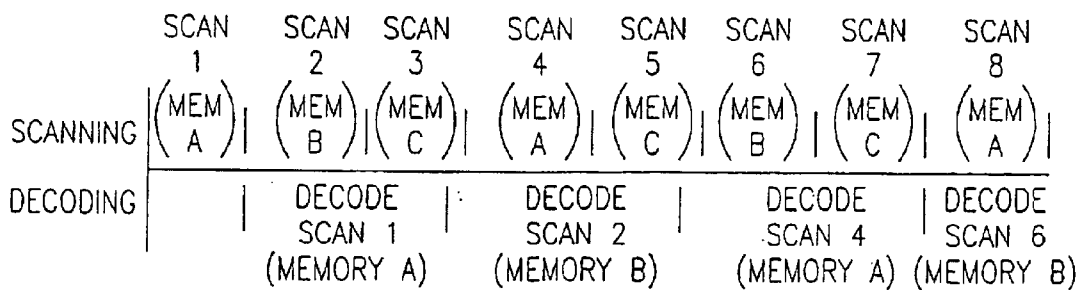 SCAN SCAN SCAN SCAN SCAN SCAN SCAN SCAN
1 2 3 4 5 6 7 8
SCANNING (MEM A) (MEM B) (MEM C) (MEM A) (MEM C) (MEM B) (MEM C) (MEM A)
DECODING DECODE DECODE DECODE DECODE
SCAN 1 SCAN 2 SCAN 4 SCAN 6
(MEMORY A) (MEMORY B) (MEMORY A) (MEMORY B)